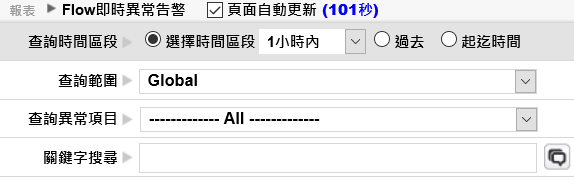 報表 ▶ Flow即時異常告警 ☑ 頁面自動更新 (101秒)
查詢時間區段 ▶ 選擇時間區段 1小時內 過去 起迄時間
查詢範圍 ▶ Global
查詢異常項目 ▶ ------------- All -------------
關鍵字搜尋 ▶